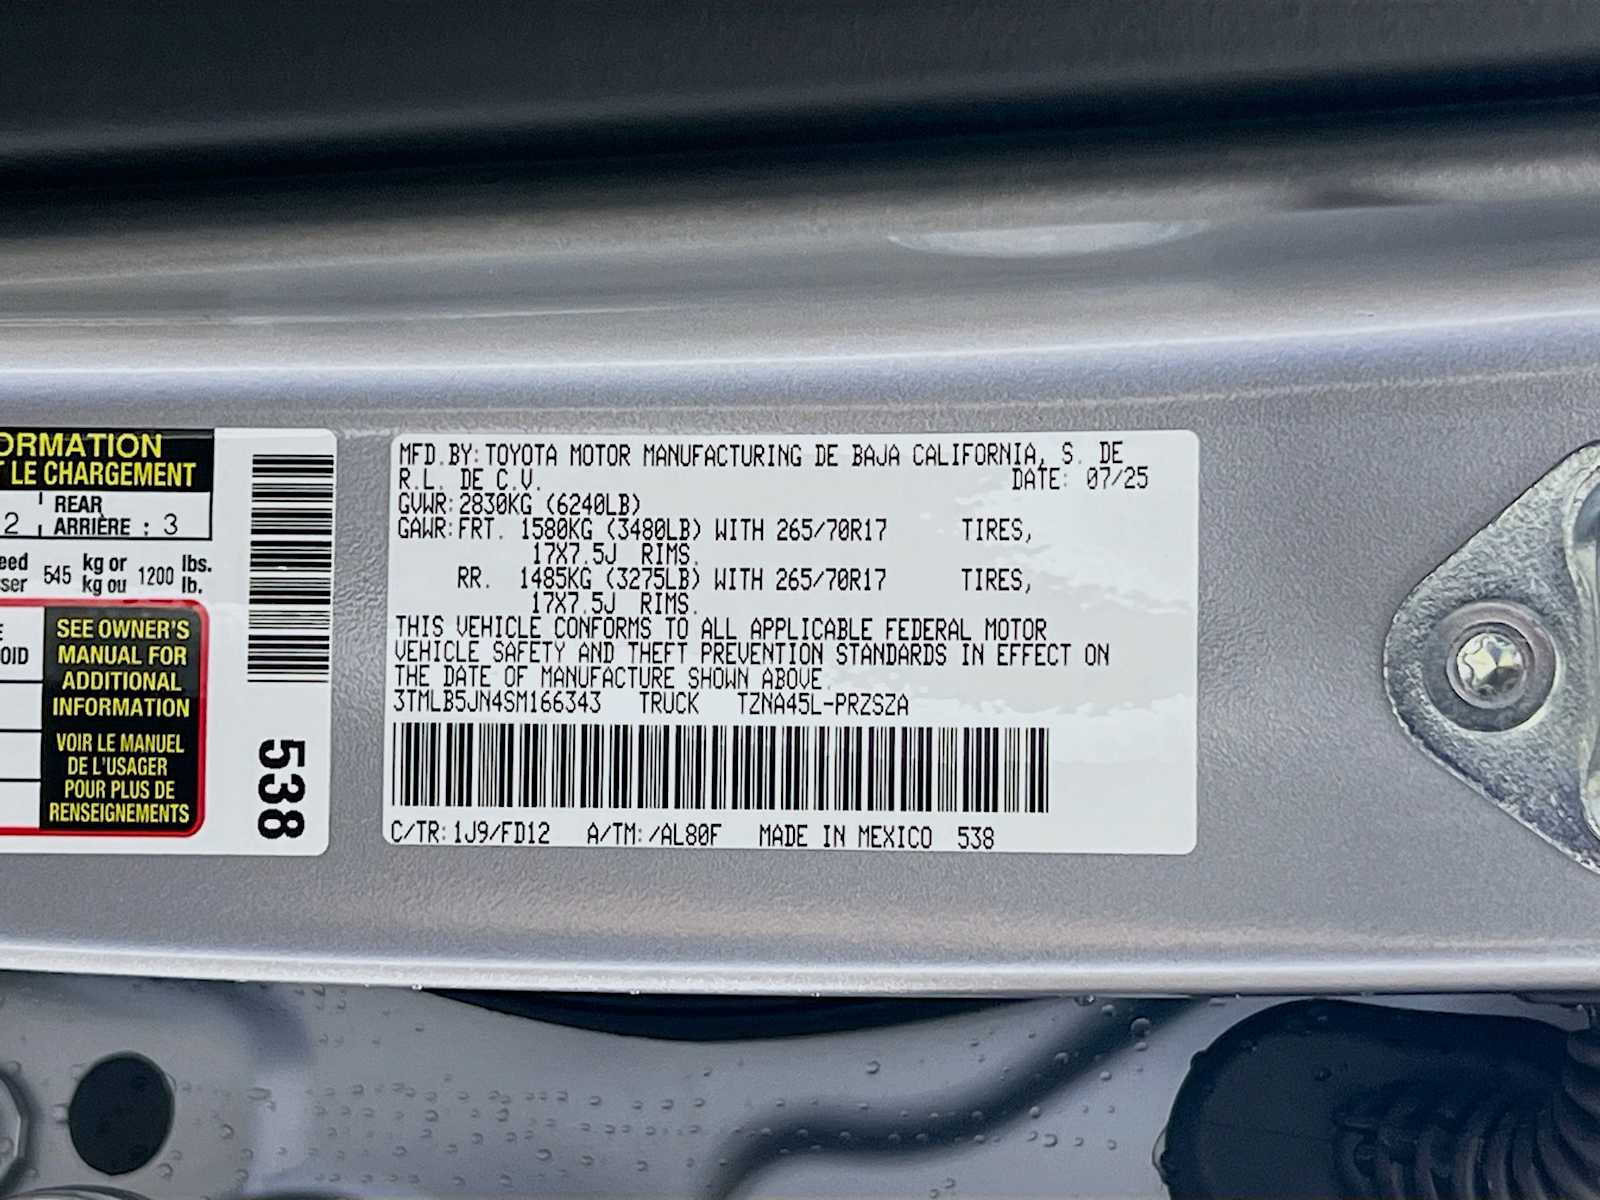 ORMATION
T LE CHARGEMENT
2 REAR
ARRIÈRE : 3
eed
sser 545 kg or
kg ou 1200 lbs.
lb.
OID
SEE OWNER'S
MANUAL FOR
ADDITIONAL
INFORMATION
VOIR LE MANUEL
DE L'USAGER
POUR PLUS DE
RENSEIGNEMENTS
538
MFD.BY:TOYOTA MOTOR MANUFACTURING DE BAJA CALIFORNIA, S. DE
R.L. DE C.V. DATE: 07/25
GVWR:2830KG (6240LB)
GAWR:FRT. 1580KG (3480LB) WITH 265/70R17 TIRES,
17X7.5J RIMS.
RR. 1485KG (3275LB) WITH 265/70R17 TIRES,
17X7.5J RIMS.
THIS VEHICLE CONFORMS TO ALL APPLICABLE FEDERAL MOTOR
VEHICLE SAFETY AND THEFT PREVENTION STANDARDS IN EFFECT ON
THE DATE OF MANUFACTURE SHOWN ABOVE.
3TMLB5JN4SM166343 TRUCK TZNA45L-PRZSZA
C/TR:1J9/FD12 A/TM:/AL80F MADE IN MEXICO 538